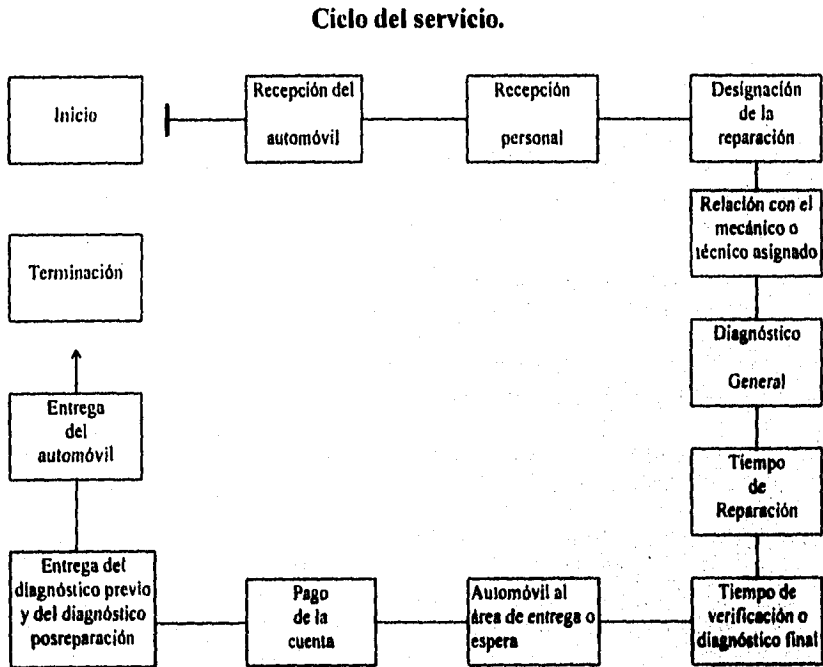 Ciclo del servicio.
Inicio
Recepción del
automóvil
Recepción
personal
Designación
de la
reparación
Relación con el
mecánico o
técnico asignado
Diagnóstico
General
Tiempo
de
Reparación
Tiempo de
verificación o
diagnóstico final
Automóvil al
área de entrega o
espera
Pago
de la
cuenta
Entrega del
diagnóstico previo
y del diagnóstico
posreparación
Entrega
del
automóvil
Terminación